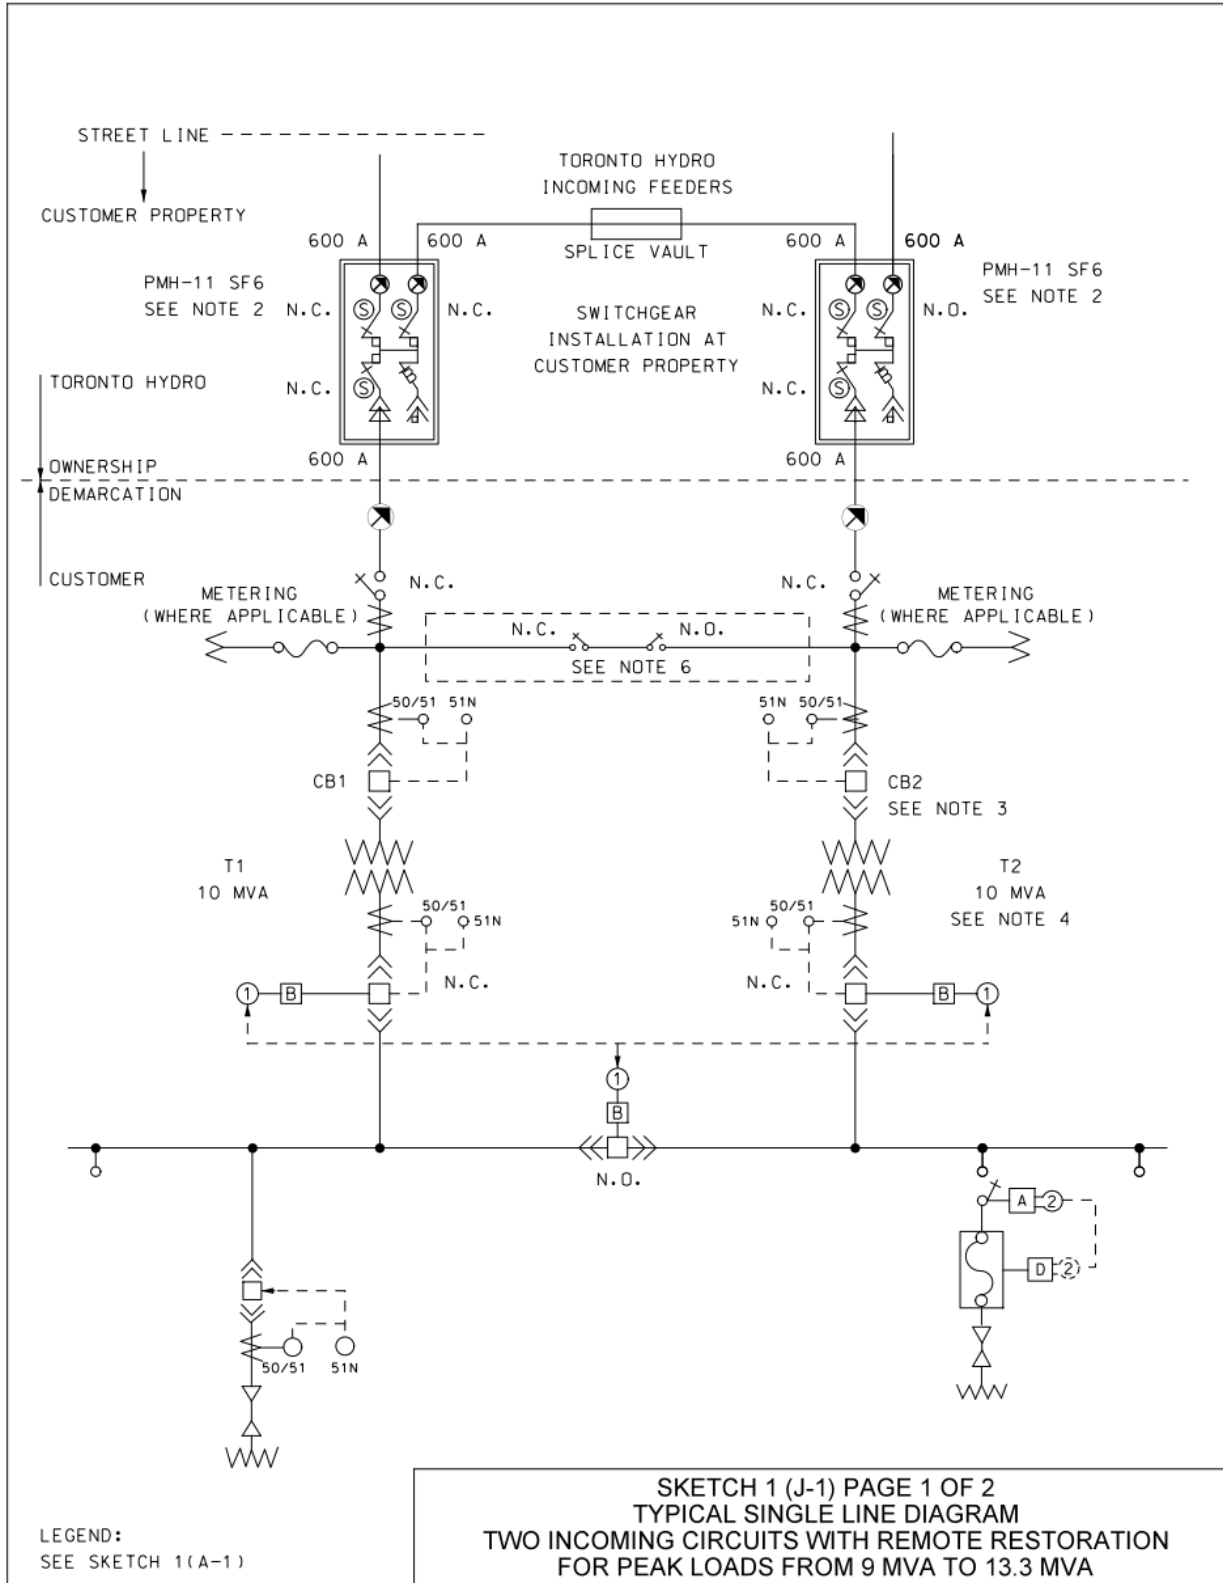 STREET LINE
CUSTOMER PROPERTY
TORONTO HYDRO
INCOMING FEEDERS
SPLICE VAULT
600 A
600 A
600 A
600 A
PMH-11 SF6
SEE NOTE 2
PMH-11 SF6
SEE NOTE 2
N.C.
S
S
N.C.
SWITCHGEAR
INSTALLATION AT
CUSTOMER PROPERTY
N.C.
S
S
N.O.
N.C.
S
N.C.
S
TORONTO HYDRO
600 A
600 A
OWNERSHIP
DEMARCATION
CUSTOMER
N.C.
N.C.
METERING
(WHERE APPLICABLE)
METERING
(WHERE APPLICABLE)
N.C.
N.O.
SEE NOTE 6
50/51
51N
51N
50/51
CB1
CB2
SEE NOTE 3
T1
10 MVA
T2
10 MVA
SEE NOTE 4
50/51
51N
50/51
51N
N.C.
N.C.
1
B
B
1
1
B
N.O.
A
2
D
2
50/51
51N
LEGEND:
SEE SKETCH 1(A-1)
SKETCH 1 (J-1) PAGE 1 OF 2
TYPICAL SINGLE LINE DIAGRAM
TWO INCOMING CIRCUITS WITH REMOTE RESTORATION
FOR PEAK LOADS FROM 9 MVA TO 13.3 MVA